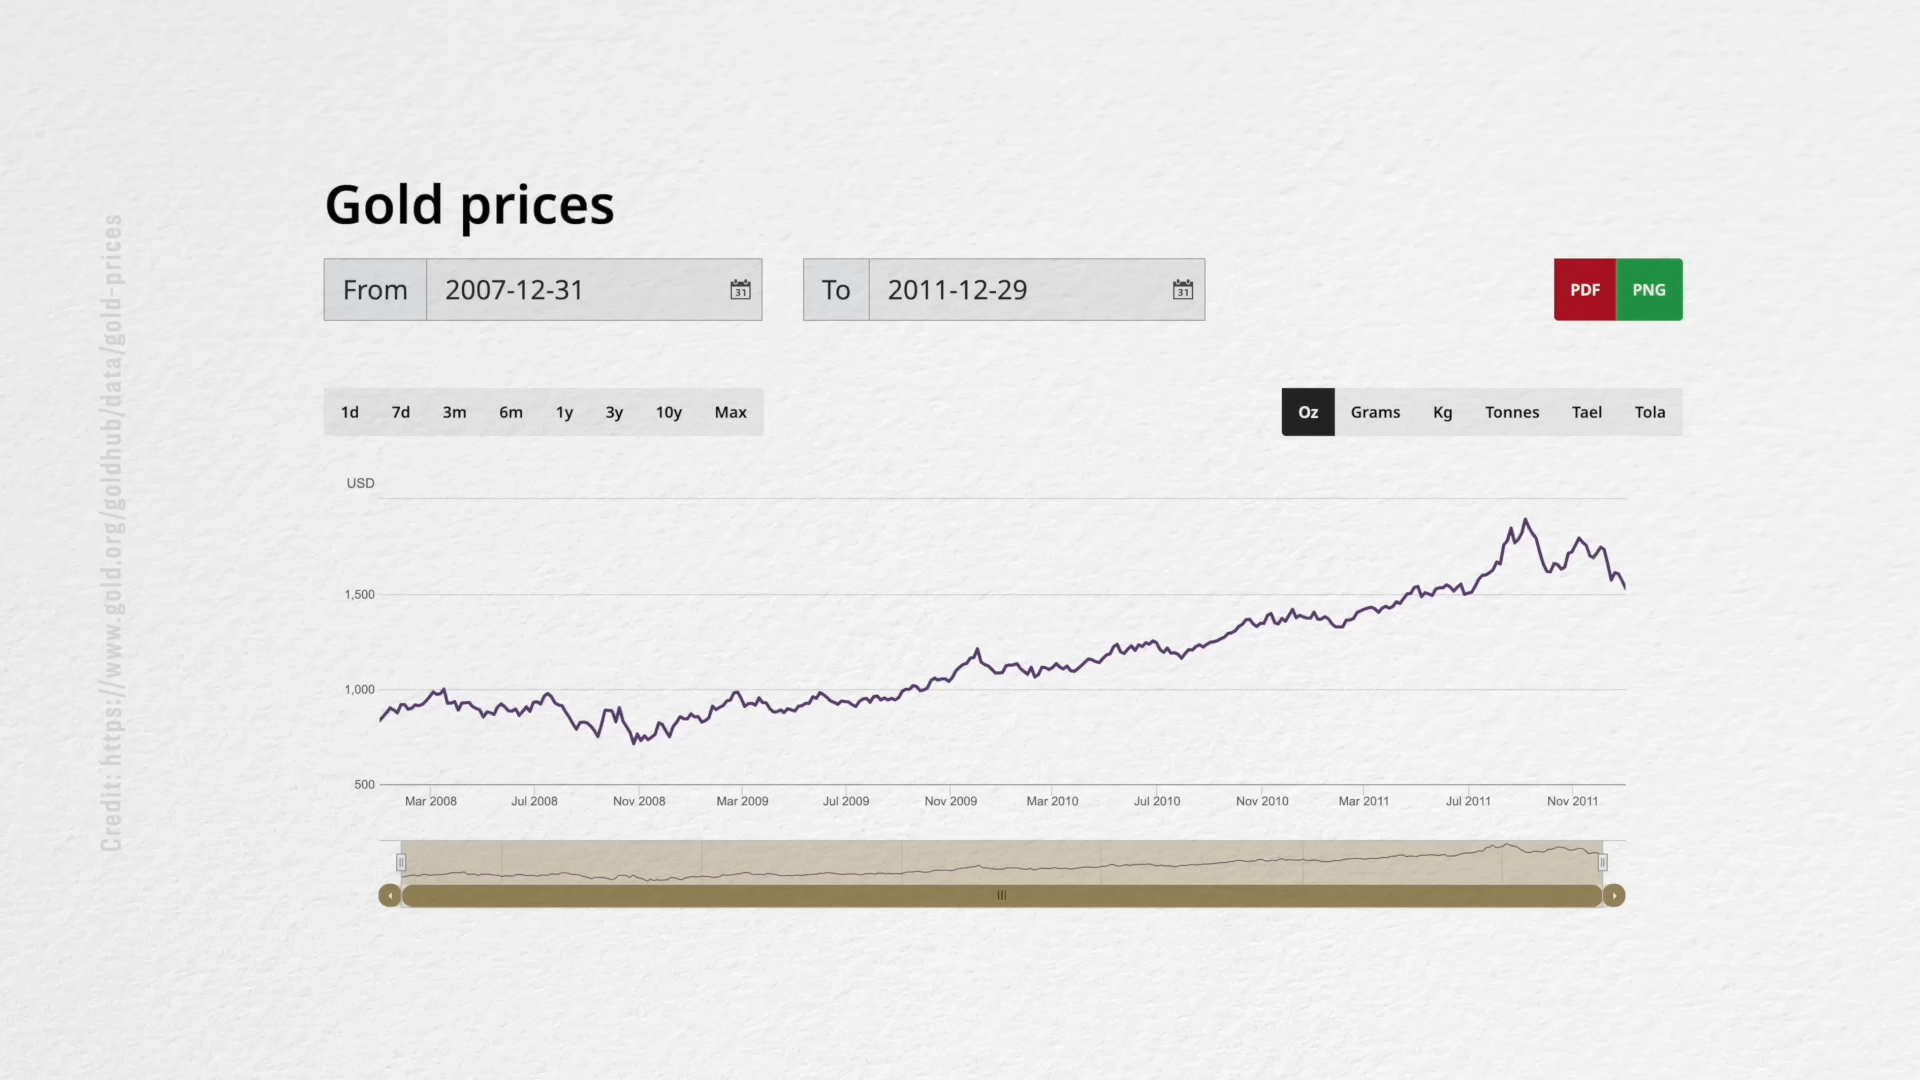 Gold prices
From 2007-12-31 31 To 2011-12-29 31 PDF PNG
1d 7d 3m 6m 1y 3y 10y Max Oz Grams Kg Tonnes Tael Tola
USD
1,500
1,000
500
Mar 2008 Jul 2008 Nov 2008 Mar 2009 Jul 2009 Nov 2009 Mar 2010 Jul 2010 Nov 2010 Mar 2011 Jul 2011 Nov 2011
Credit: https://www.gold.org/goldhub/data/gold-prices